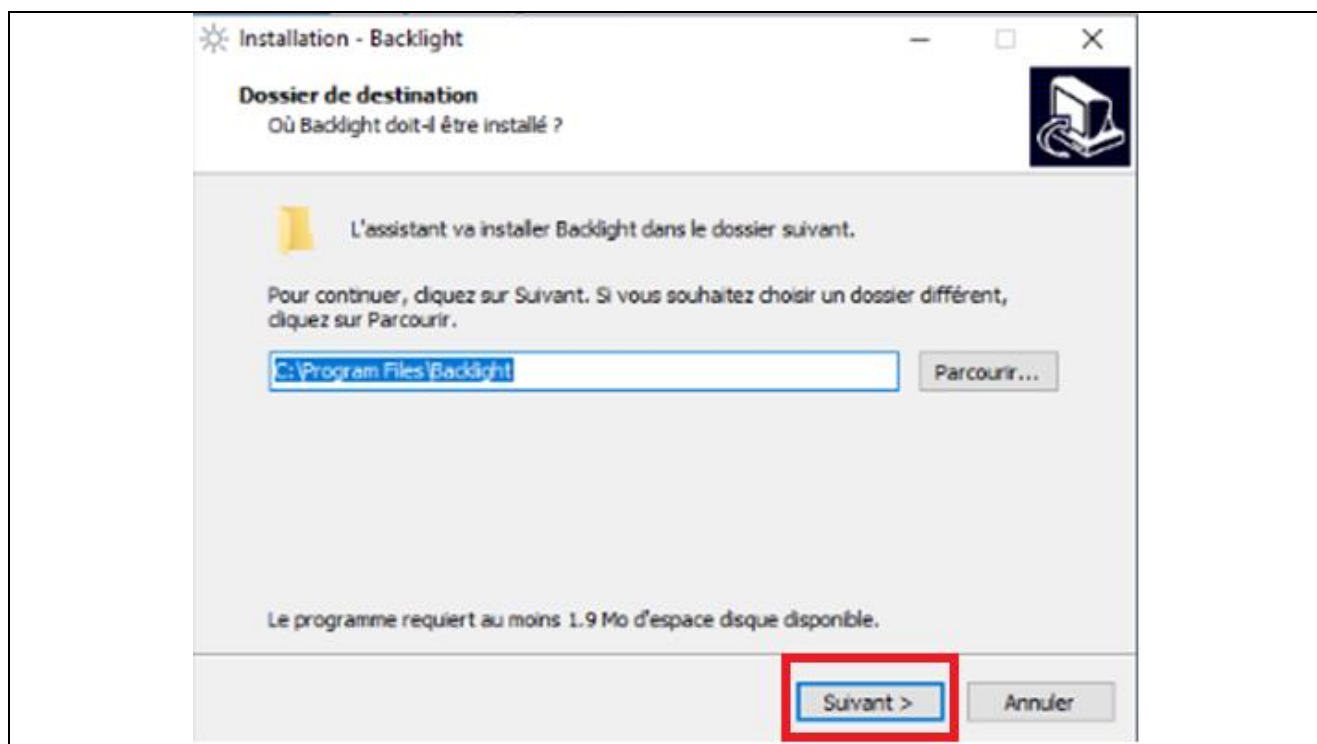 Installation - Backlight
Dossier de destination
Où Backlight doit-il être installé ?
L'assistant va installer Backlight dans le dossier suivant.
Pour continuer, cliquez sur Suivant. Si vous souhaitez choisir un dossier différent,
cliquez sur Parcourir.
C:\Program Files\Backlight
Parcourir...
Le programme requiert au moins 1.9 Mo d'espace disque disponible.
Suivant >
Annuler